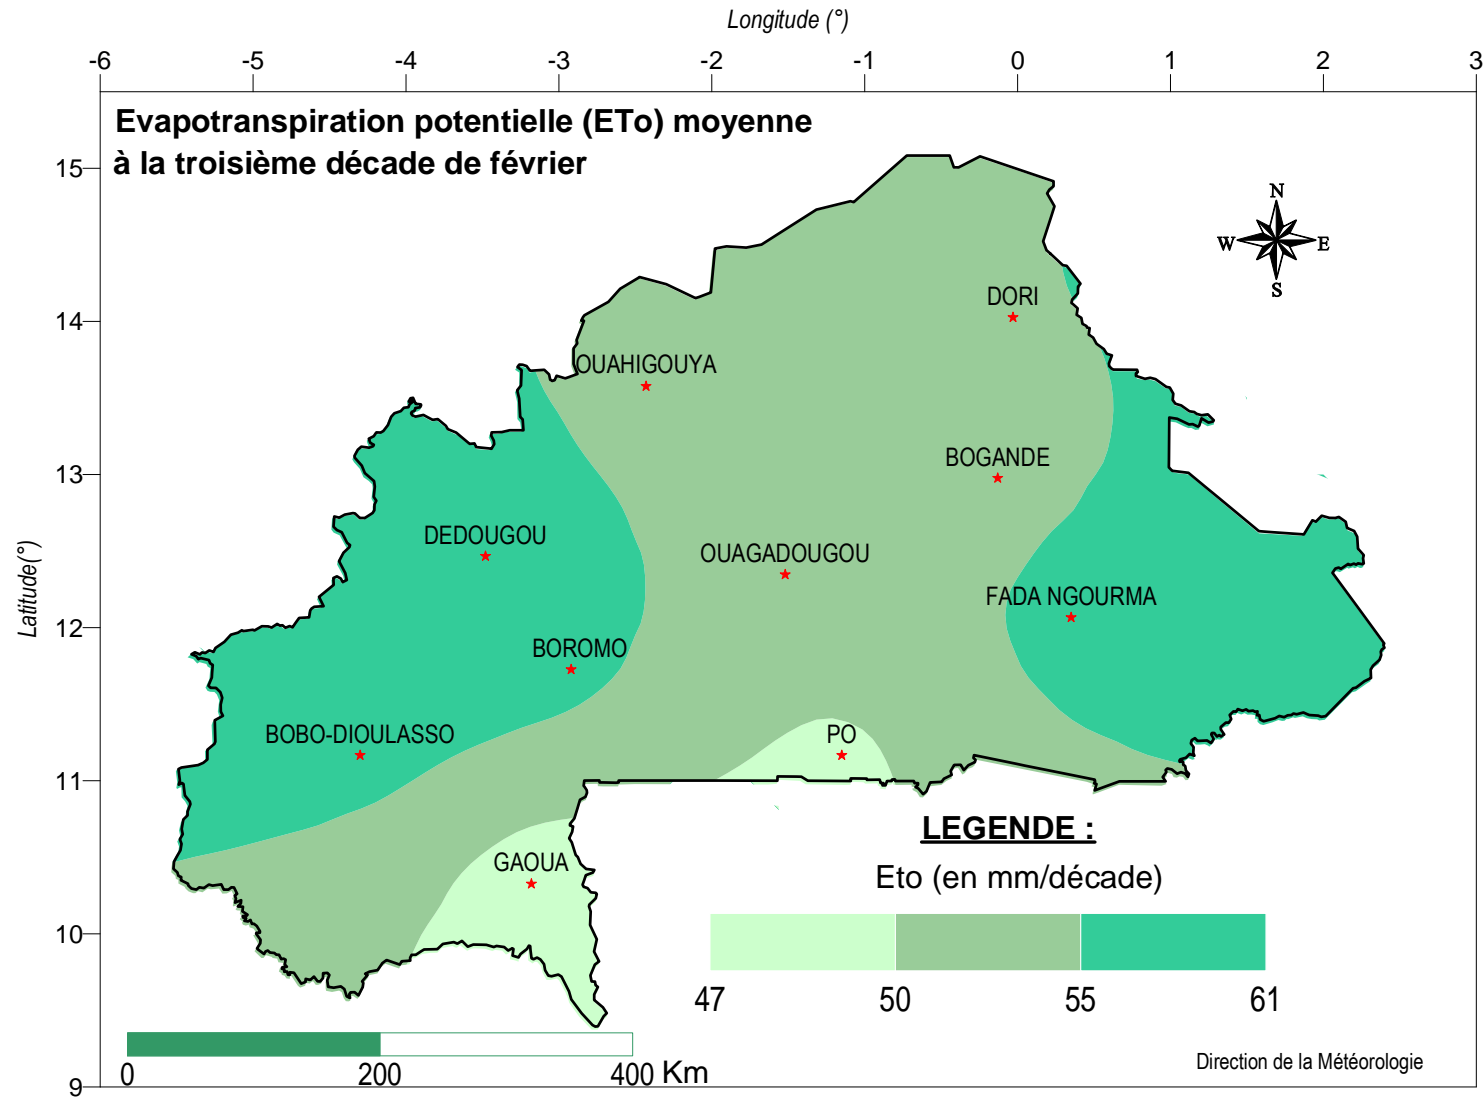 Longitude (°)
-6 -5 -4 -3 -2 -1 0 1 2 3
Evapotranspiration potentielle (ETo) moyenne
à la troisième décade de février
15
N
W E
S
DORI
14
OUAHIGOUYA
BOGANDE
13
DEDOUGOU
OUAGADOUGOU
Latitude(°)
FADA NGOURMA
12
BOROMO
BOBO-DIOULASSO
PO
11
LEGENDE :
GAOUA
Eto (en mm/décade)
10
47 50 55 61
Direction de la Météorologie
0 200 400 Km
9